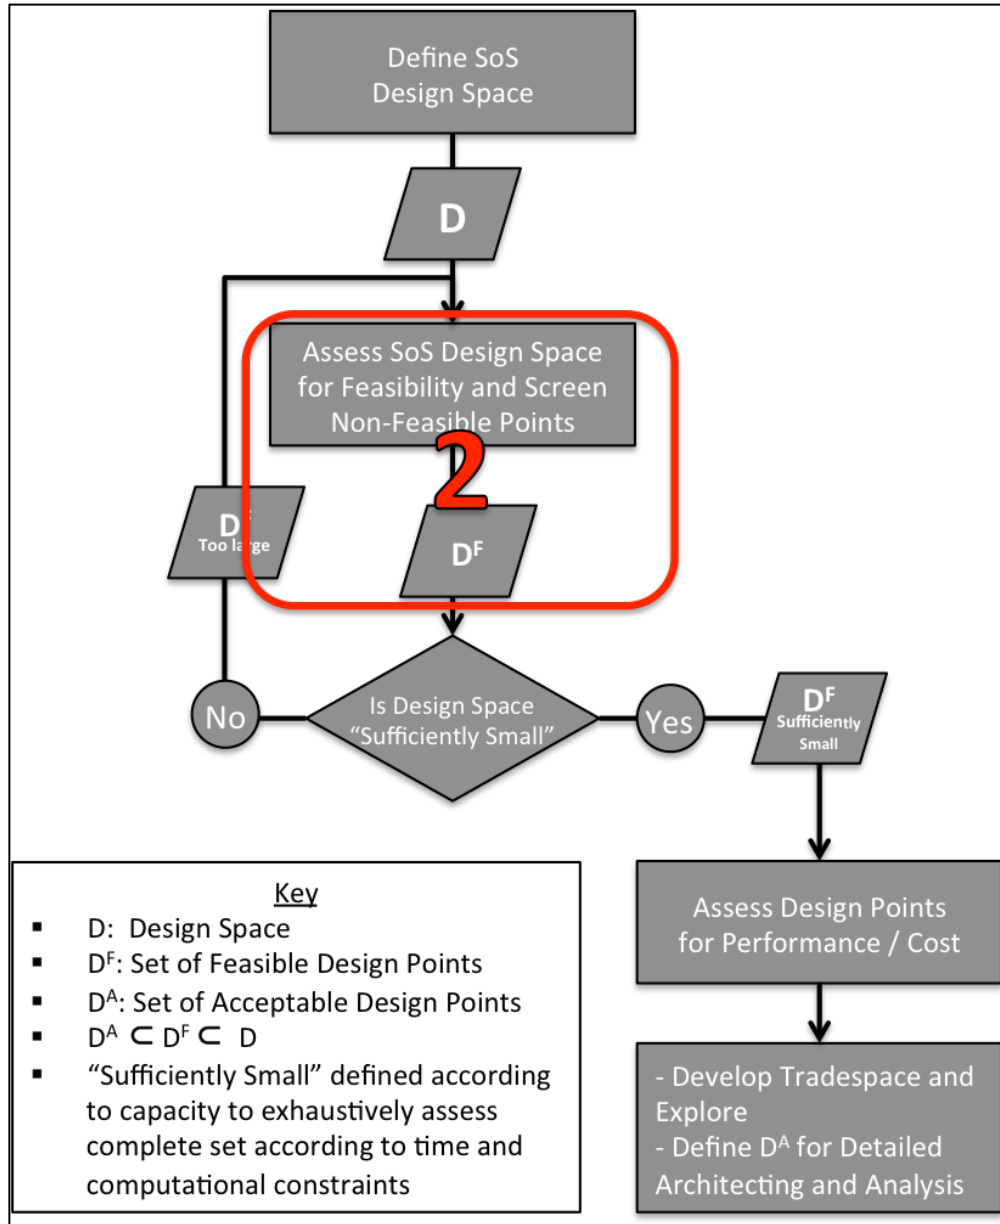 Define SoS
Design Space
D
Assess SoS Design Space
for Feasibility and Screen
Non-Feasible Points
2
Dᶠ
Too large
Dᶠ
Is Design Space
“Sufficiently Small”
No
Yes
Dᶠ
Sufficiently
Small
Assess Design Points
for Performance / Cost
- Develop Tradespace and
Explore
- Define Dᴬ for Detailed
Architecting and Analysis
Key
▪ D: Design Space
▪ Dᶠ: Set of Feasible Design Points
▪ Dᴬ: Set of Acceptable Design Points
▪ Dᴬ ⊂ Dᶠ ⊂ D
▪ “Sufficiently Small” defined according
to capacity to exhaustively assess
complete set according to time and
computational constraints